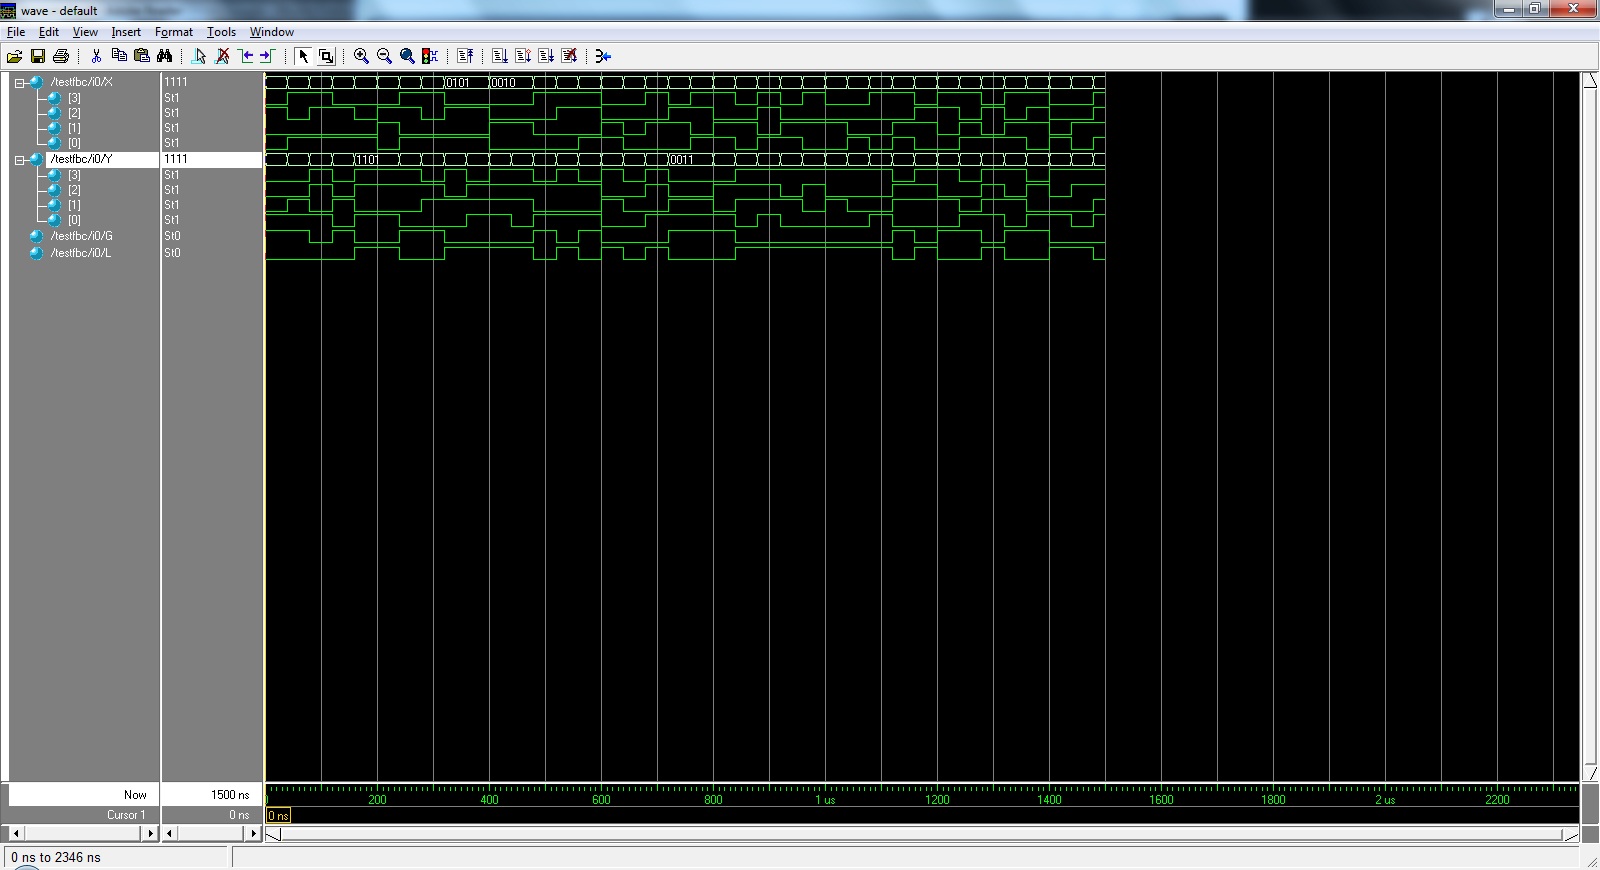 wave - default
File Edit View Insert Format Tools Window
/testfbc/i0/X 1111 0101 0010
[3] St1
[2] St1
[1] St1
[0] St1
/testfbc/i0/Y 1111 1101 0011
[3] St1
[2] St1
[1] St1
[0] St1
/testfbc/i0/G St0
/testfbc/i0/L St0
Now 1500 ns 200 400 600 800 1 us 1200 1400 1600 1800 2 us 2200
Cursor 1 0 ns 0 ns
0 ns to 2346 ns